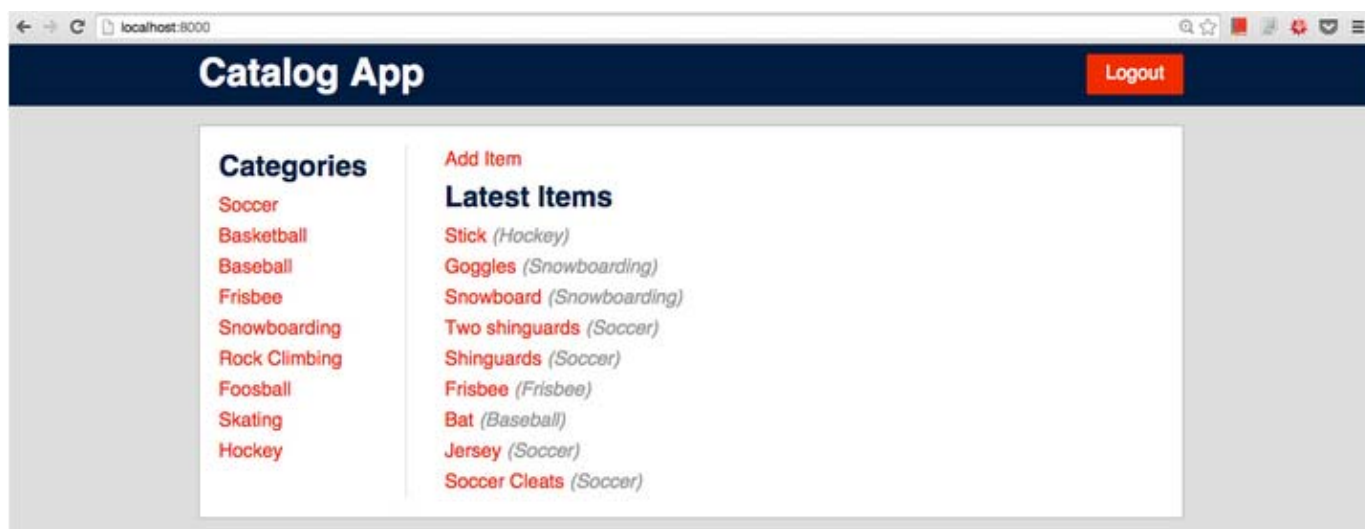 localhost:8000
Catalog App
Logout
Categories
Soccer
Basketball
Baseball
Frisbee
Snowboarding
Rock Climbing
Foosball
Skating
Hockey
Add Item
Latest Items
Stick (Hockey)
Goggles (Snowboarding)
Snowboard (Snowboarding)
Two shinguards (Soccer)
Shinguards (Soccer)
Frisbee (Frisbee)
Bat (Baseball)
Jersey (Soccer)
Soccer Cleats (Soccer)